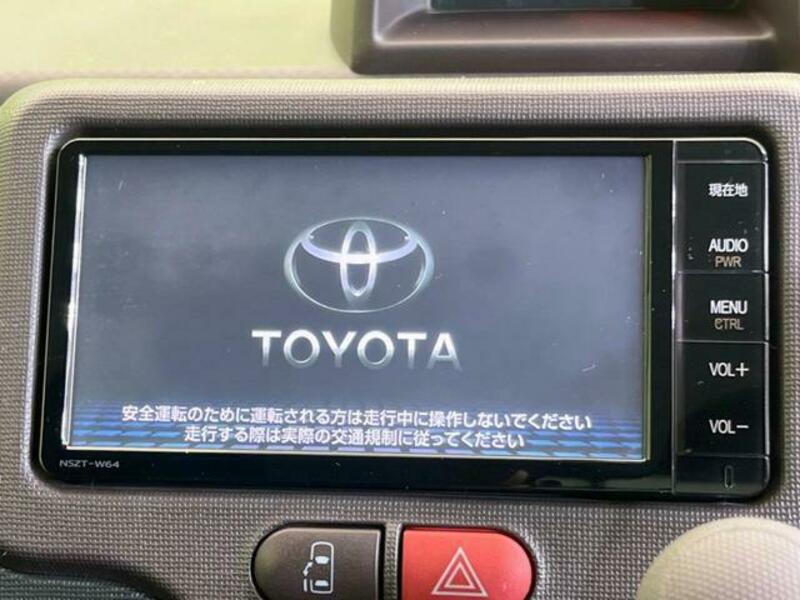 現在地
AUDIO
PWR
MENU
CTRL
VOL+
VOL-
TOYOTA
安全運転のために運転される方は走行中に操作しないでください
走行する際は実際の交通規制に従ってください
NSZT-W64